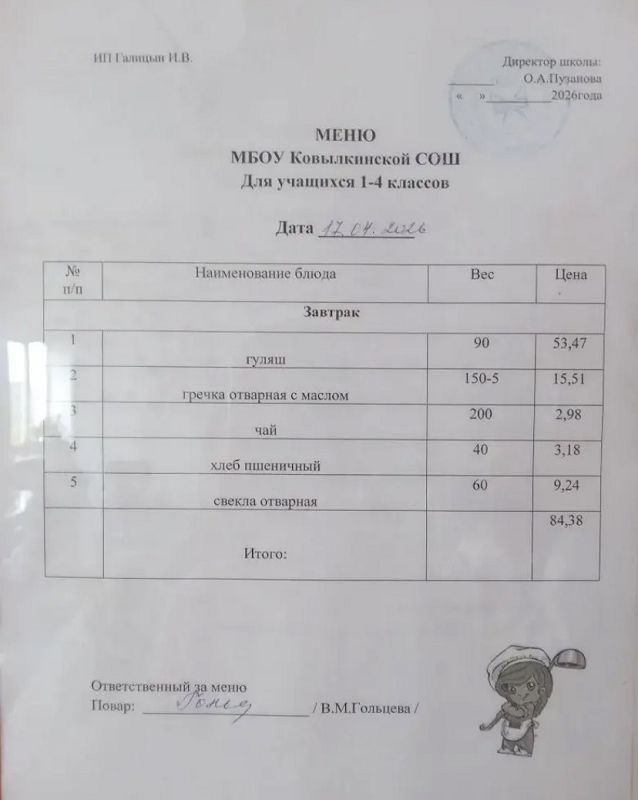 ИП Галицын И.В.
Директор школы:
О.А.Пузанова
« » 2026года
МЕНЮ
МБОУ Ковылкинской СОШ
Для учащихся 1-4 классов
Дата 17.04.2026
№ п/п Наименование блюда Вес Цена
Завтрак
1 гуляш 90 53,47
2 гречка отварная с маслом 150-5 15,51
3 чай 200 2,98
4 хлеб пшеничный 40 3,18
5 свекла отварная 60 9,24
Итого: 84,38
Ответственный за меню
Повар: / В.М.Гольцева /